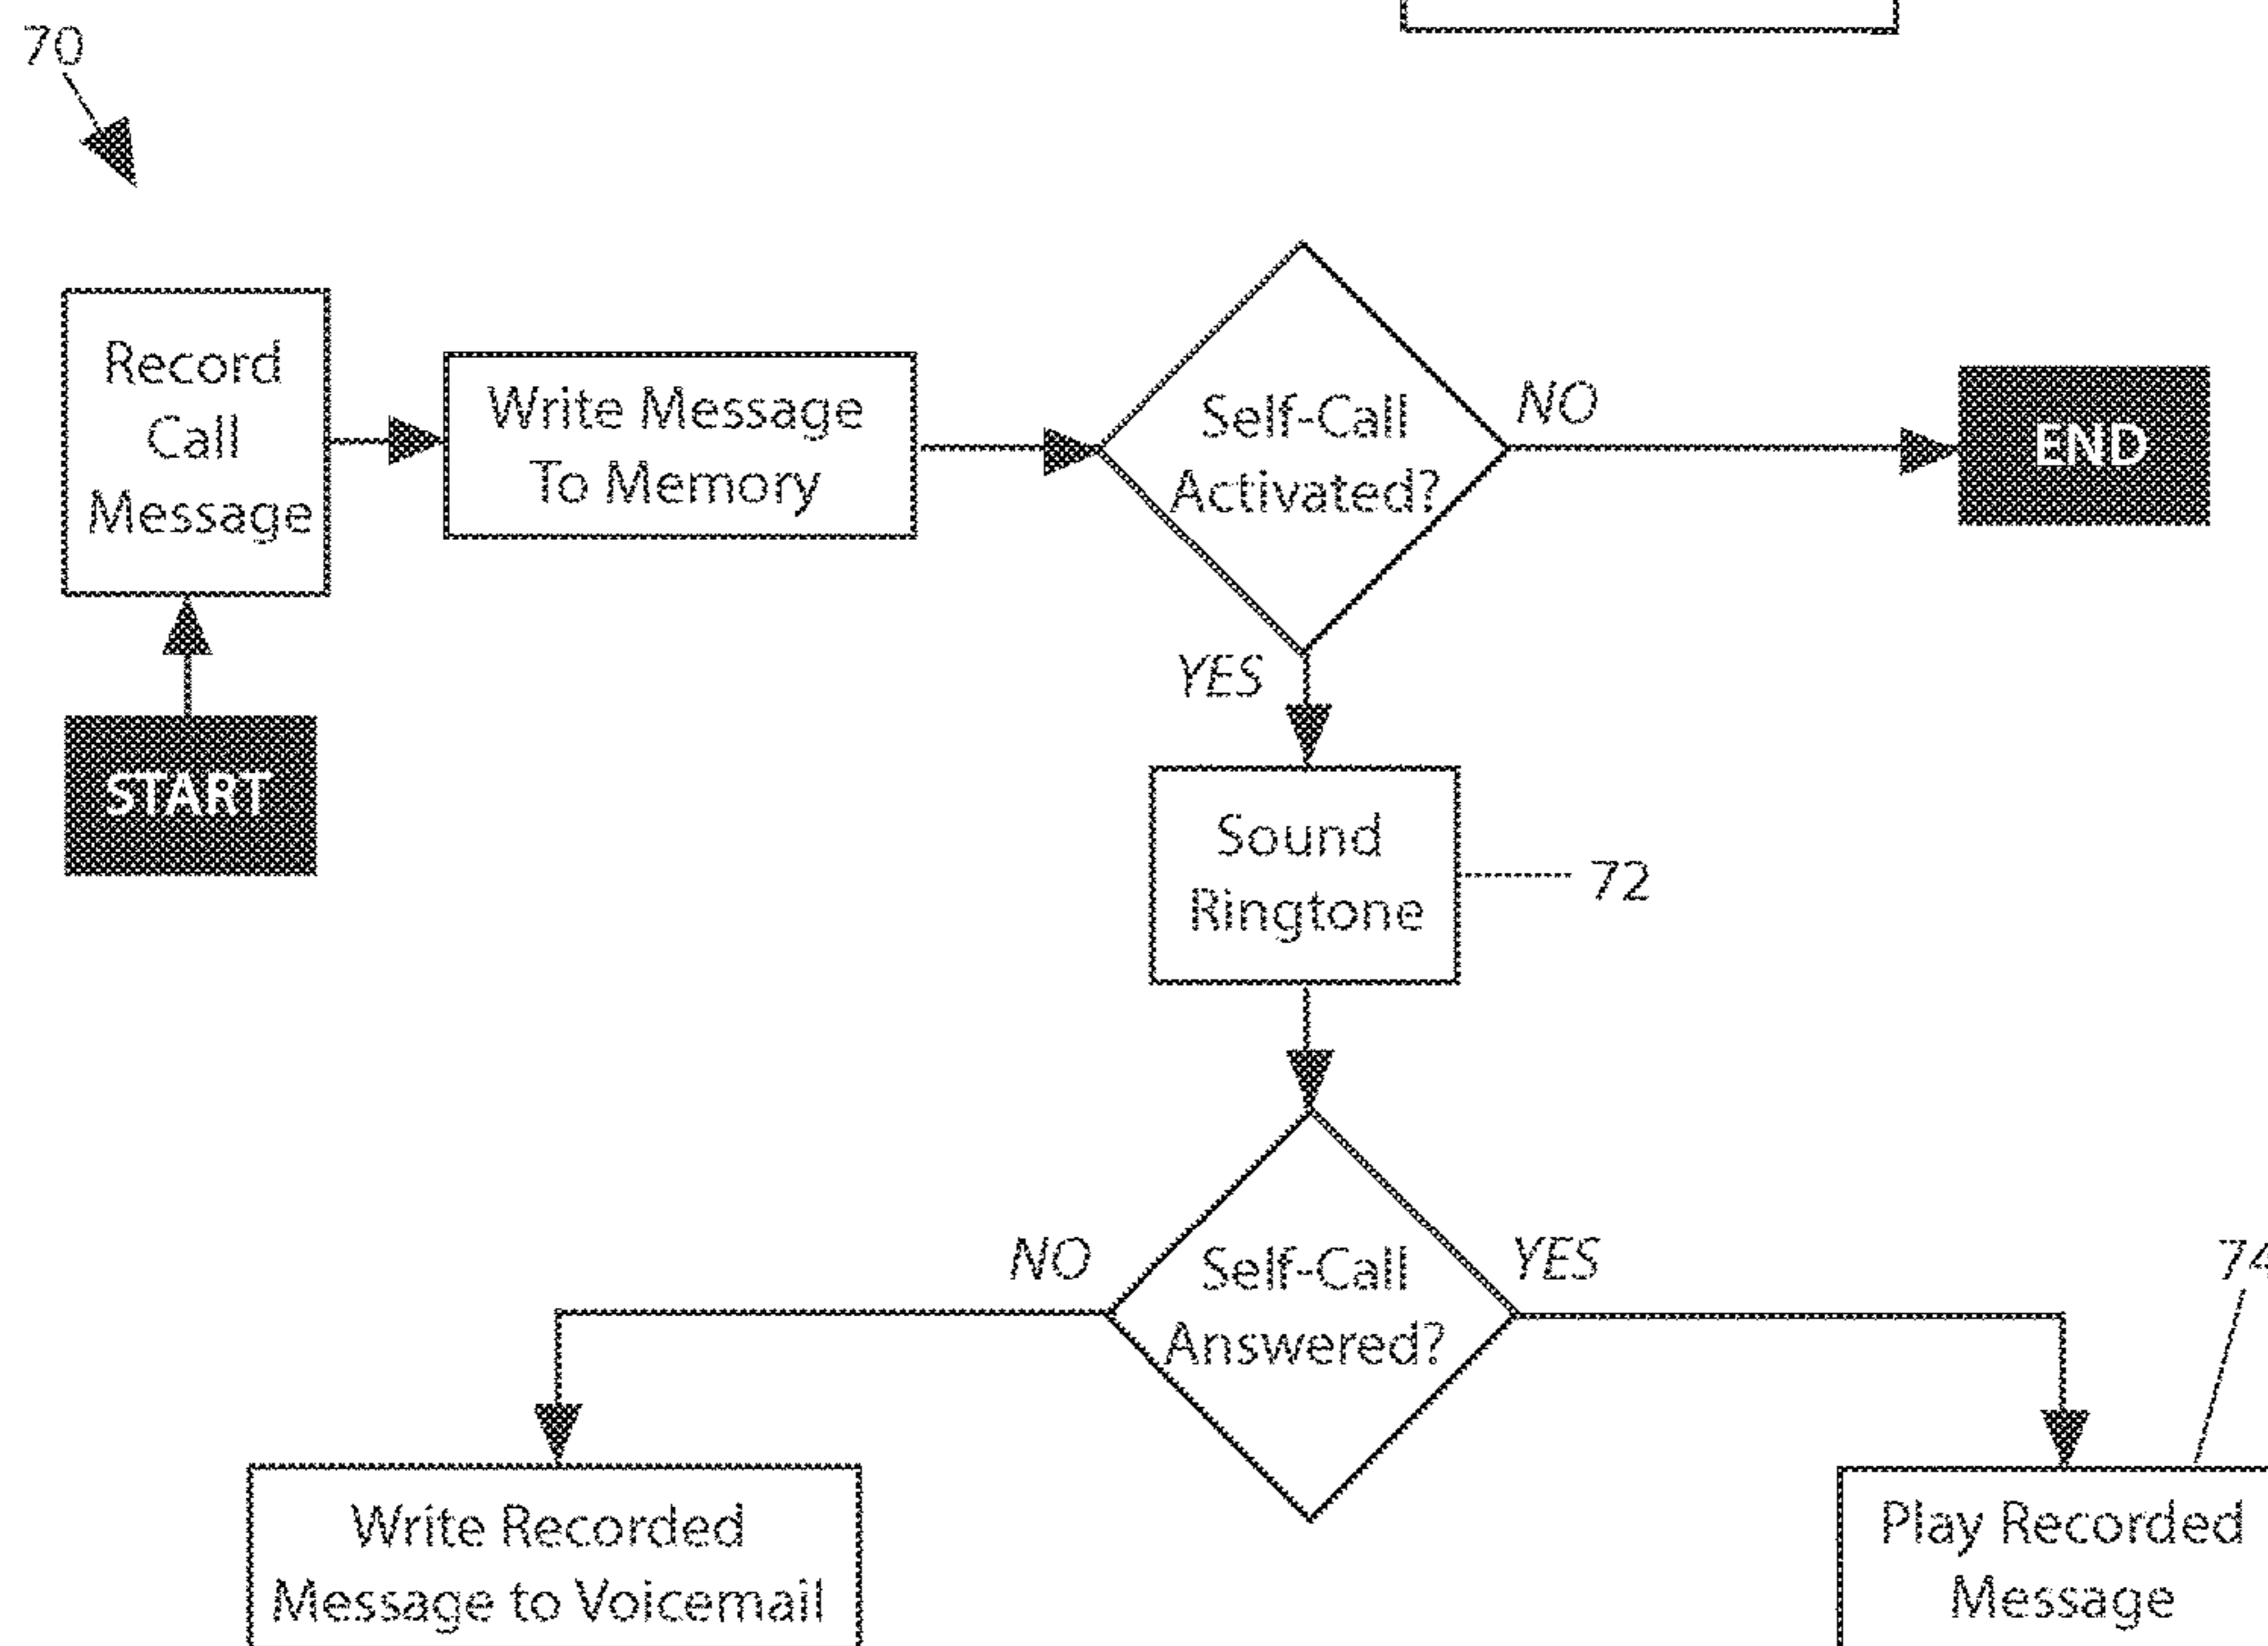 70
Record
Call
Message
Write Message
To Memory
Self-Call
Activated?
NO
END
YES
START
Sound
Ringtone
72
NO
Self-Call
Answered?
YES
74
Write Recorded
Message to Voicemail
Play Recorded
Message